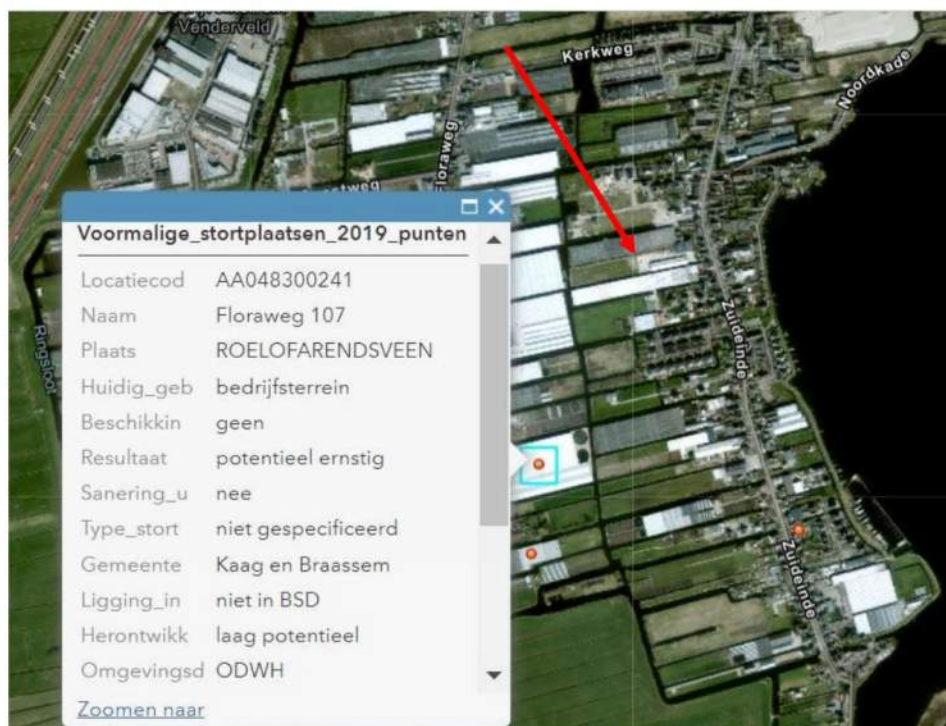 Venderveld
Kerkweg
Noordkade
Floraweg
Voormalige_stortplaatsen_2019_punten
Locatiecod AA048300241
Naam Floraweg 107
Plaats ROELOFARENDSVEEN
Huidig_geb bedrijfsterrein
Beschikkin geen
Resultaat potentieel ernstig
Sanering_u nee
Type_stort niet gespecificeerd
Gemeente Kaag en Braassem
Ligging_in niet in BSD
Herontwikk laag potentieel
Omgevingsd ODWH
Zoomen naar
Ringsloot
Zuideinde
Zuideinde